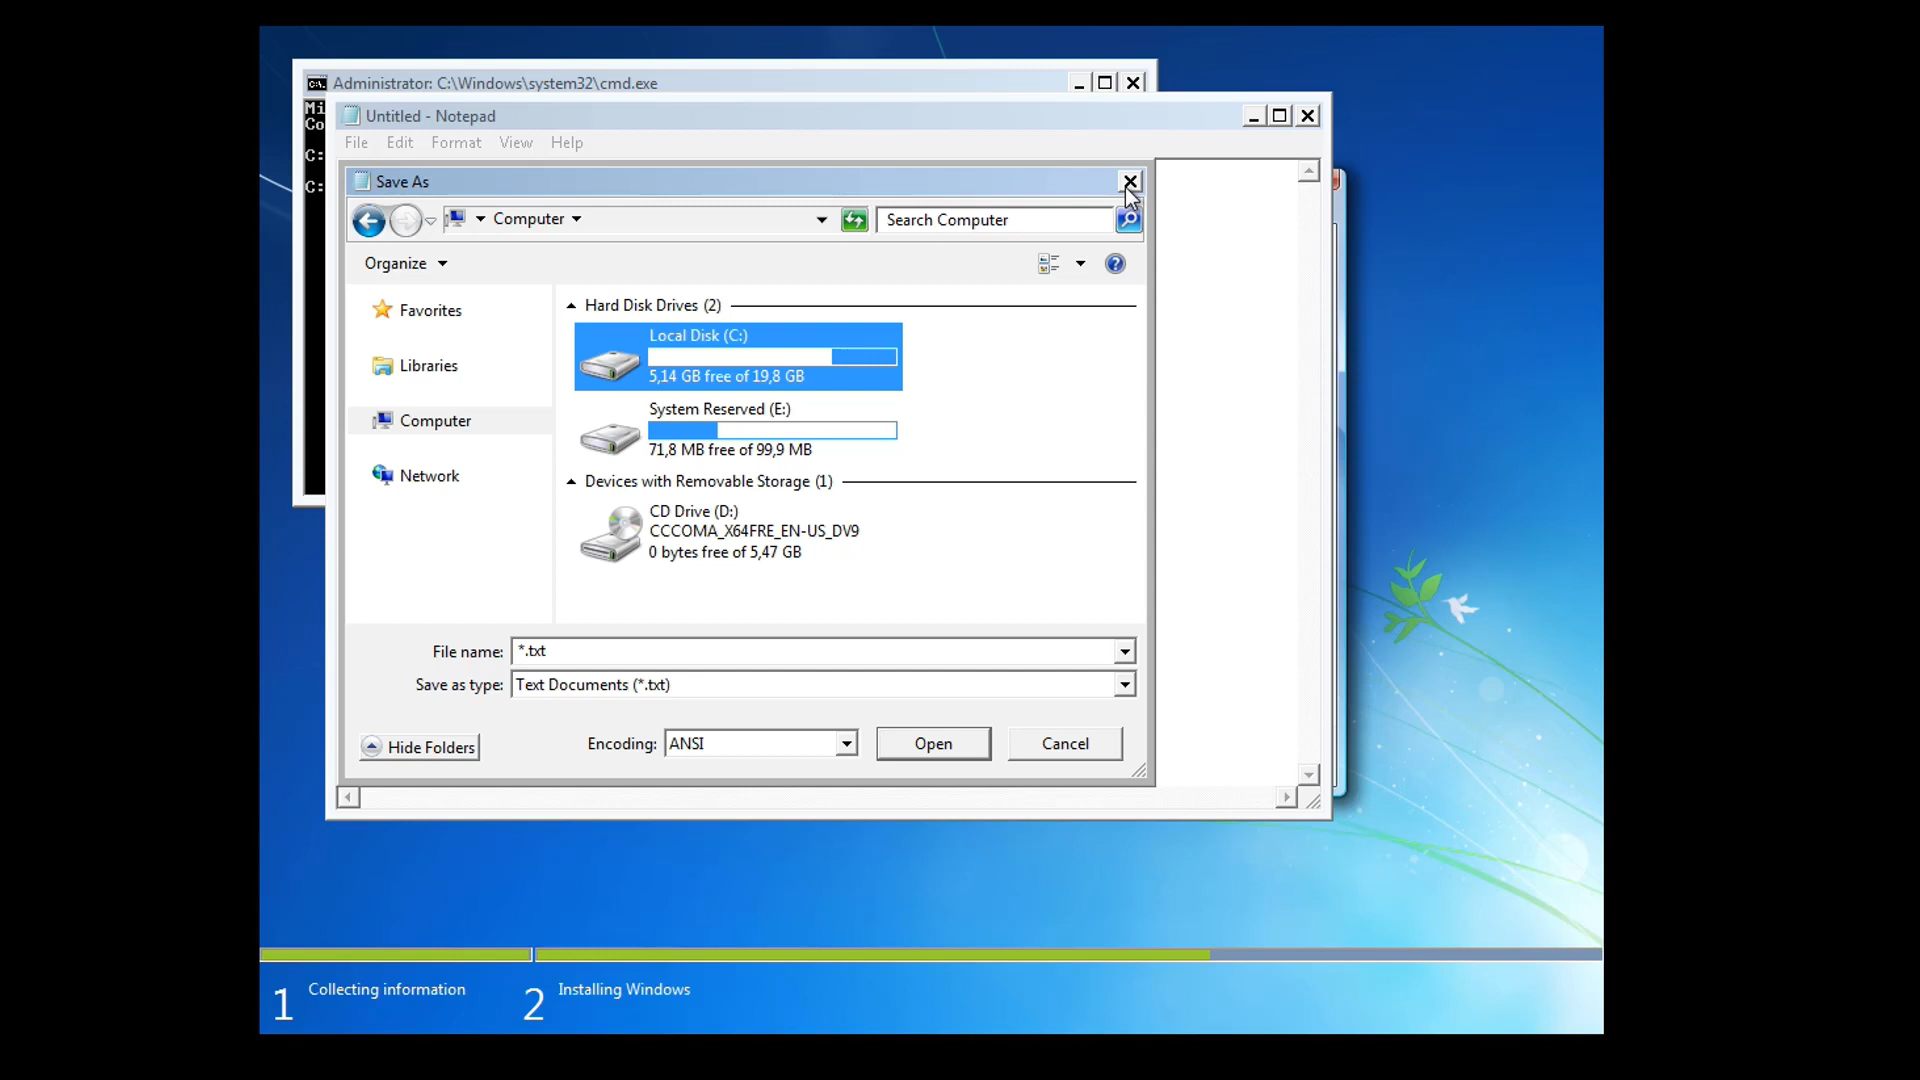 Administrator: C:\Windows\system32\cmd.exe
Mi
Co
C:
C:
Untitled - Notepad
File Edit Format View Help
Save As
Computer
Search Computer
Organize
Favorites
Libraries
Computer
Network
Hard Disk Drives (2)
Local Disk (C:)
5,14 GB free of 19,8 GB
System Reserved (E:)
71,8 MB free of 99,9 MB
Devices with Removable Storage (1)
CD Drive (D:)
CCCOMA_X64FRE_EN-US_DV9
0 bytes free of 5,47 GB
File name: *.txt
Save as type: Text Documents (*.txt)
Hide Folders Encoding: ANSI Open Cancel
1 Collecting information 2 Installing Windows